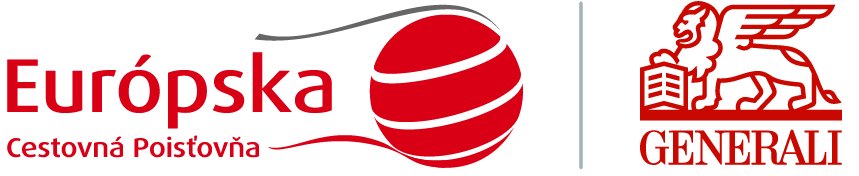 Európska
Cestovná Poisťovňa
GENERALI